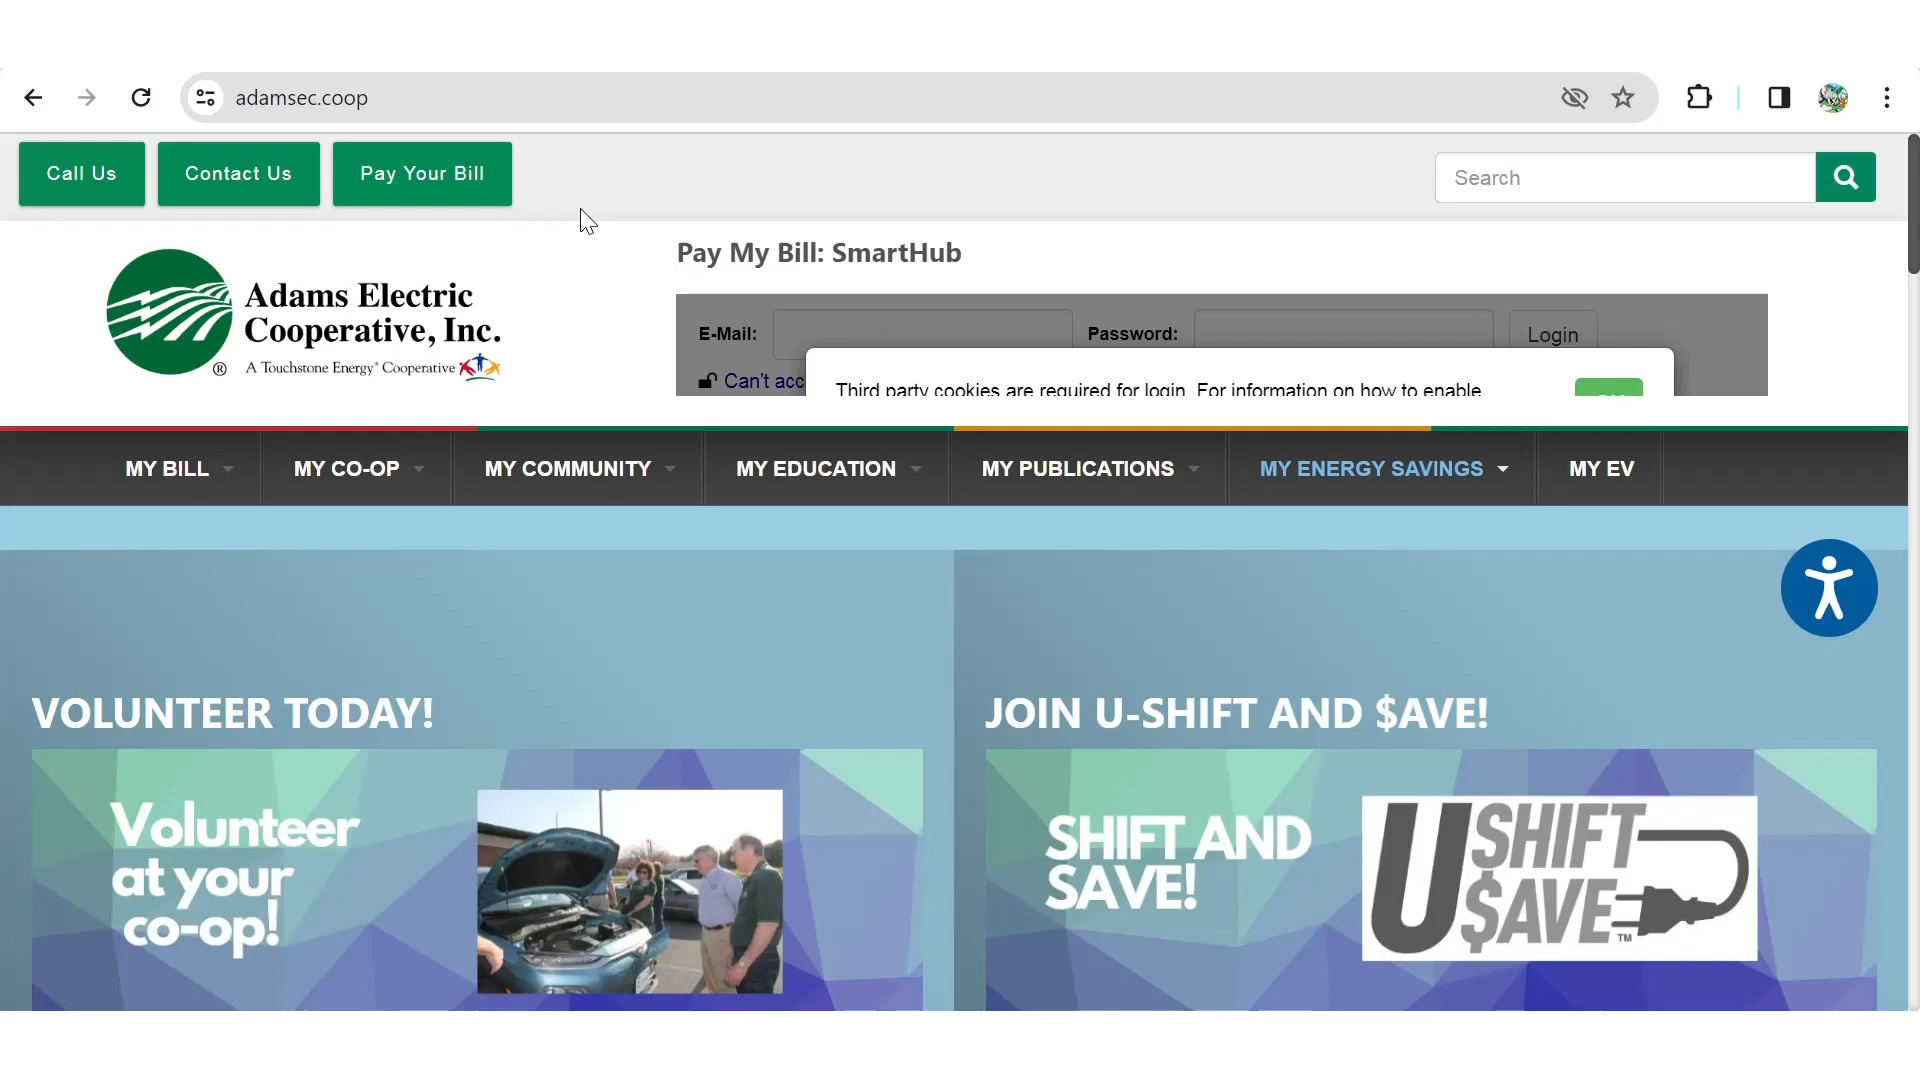 adamsec.coop
Call Us
Contact Us
Pay Your Bill
Search
Pay My Bill: SmartHub
Adams Electric
Cooperative, Inc.
®
A Touchstone Energy® Cooperative
E-Mail:
Password:
Login
Can't acc
Third party cookies are required for login. For information on how to enable
MY BILL
MY CO-OP
MY COMMUNITY
MY EDUCATION
MY PUBLICATIONS
MY ENERGY SAVINGS
MY EV
VOLUNTEER TODAY!
JOIN U-SHIFT AND $AVE!
Volunteer
at your
co-op!
SHIFT AND
SAVE!
U SHIFT
$AVE™